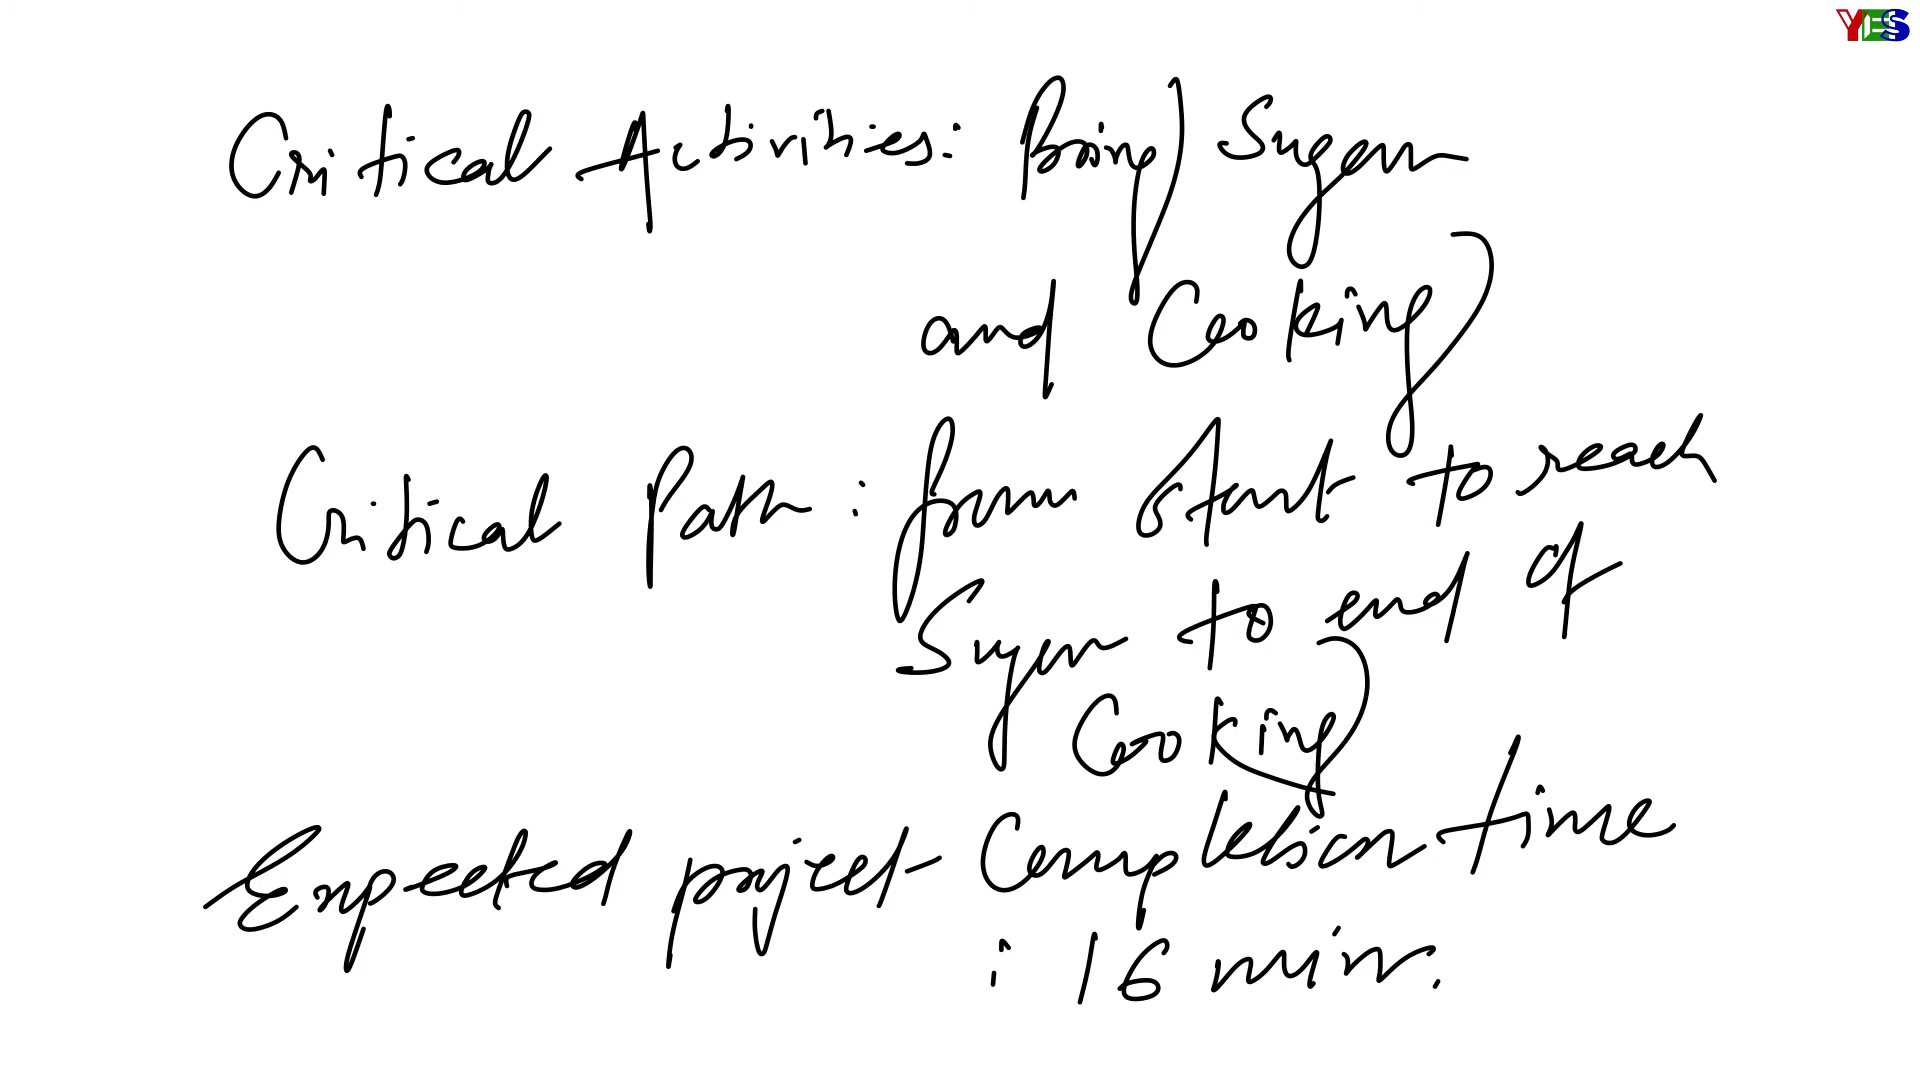 YES
Critical Activities: Bring Sugar
and Cooking
Critical Path: from start to reach
Sugar to end of
Cooking
Expected project Completion time
: 16 min.